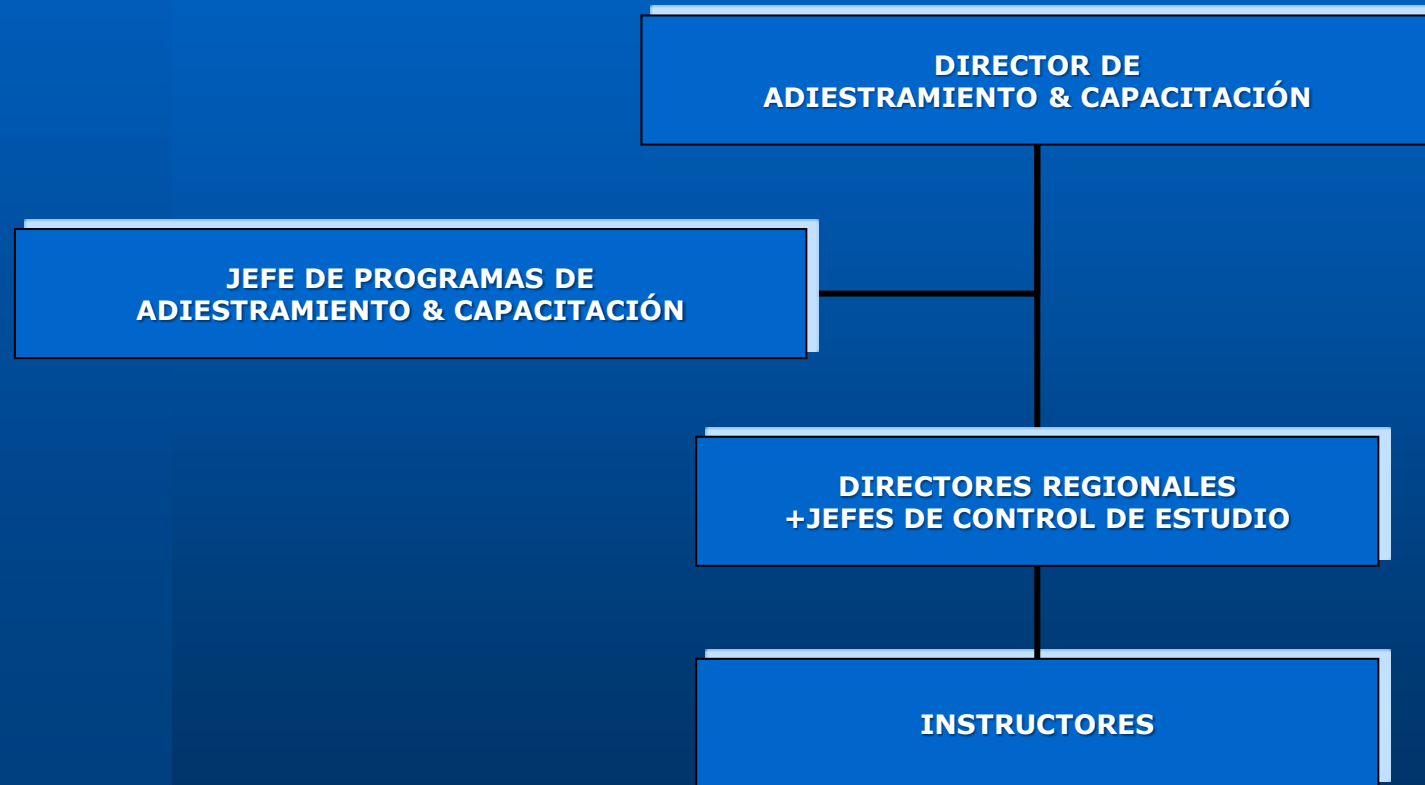 DIRECTOR DE
ADIESTRAMIENTO & CAPACITACIÓN
JEFE DE PROGRAMAS DE
ADIESTRAMIENTO & CAPACITACIÓN
DIRECTORES REGIONALES
+JEFES DE CONTROL DE ESTUDIO
INSTRUCTORES